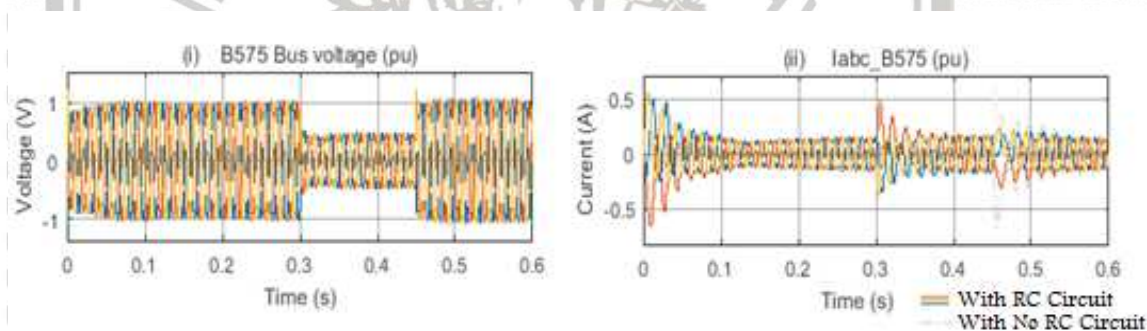 (i) B575 Bus voltage (pu)
Voltage (V)
1
0
-1
0 0.1 0.2 0.3 0.4 0.5 0.6
Time (s)
(ii) Iabc_B575 (pu)
Current (A)
0.5
0
-0.5
0 0.1 0.2 0.3 0.4 0.5 0.6
Time (s)
With RC Circuit
With No RC Circuit